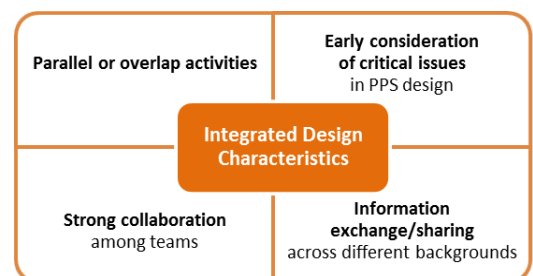 Parallel or overlap activities
Early consideration
of critical issues
in PPS design
Integrated Design
Characteristics
Strong collaboration
among teams
Information
exchange/sharing
across different backgrounds